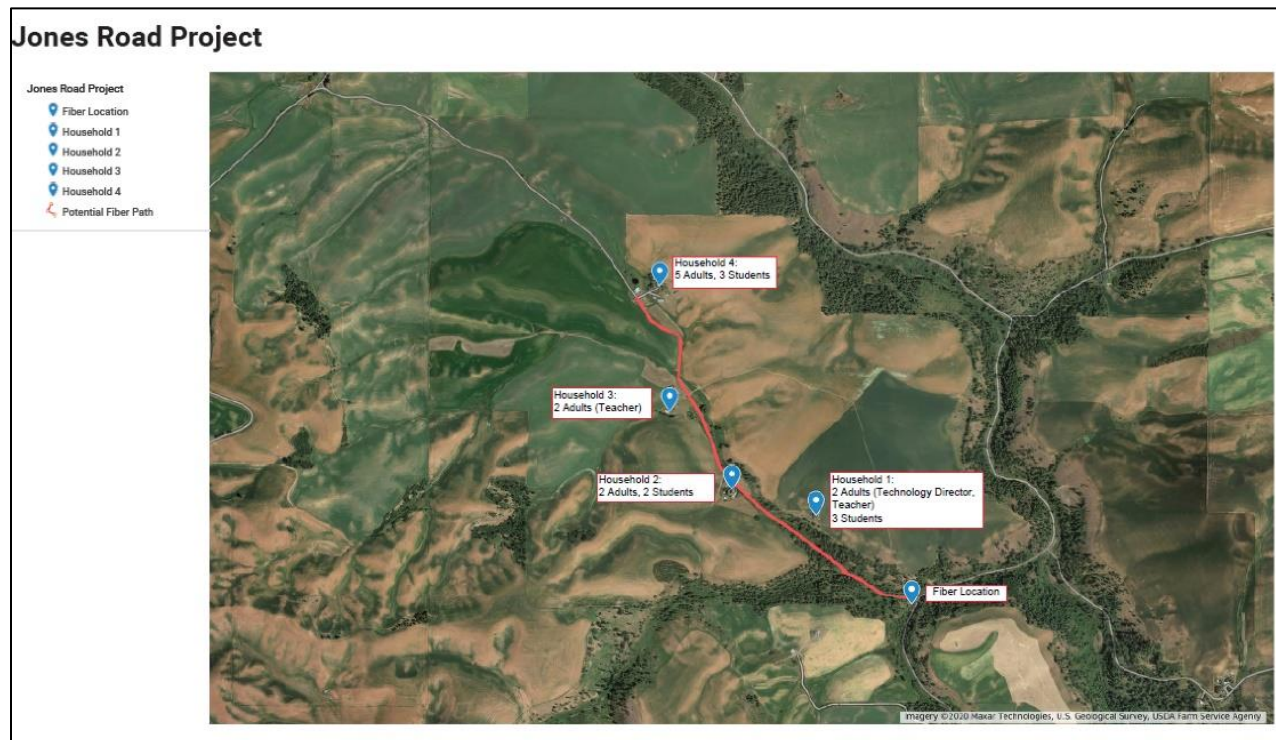 Jones Road Project
Jones Road Project
Fiber Location
Household 1
Household 2
Household 3
Household 4
Potential Fiber Path
Household 4:
5 Adults, 3 Students
Household 3:
2 Adults (Teacher)
Household 2:
2 Adults, 2 Students
Household 1:
2 Adults (Technology Director,
Teacher)
3 Students
Fiber Location
Imagery ©2020 Maxar Technologies, U.S. Geological Survey, USDA Farm Service Agency